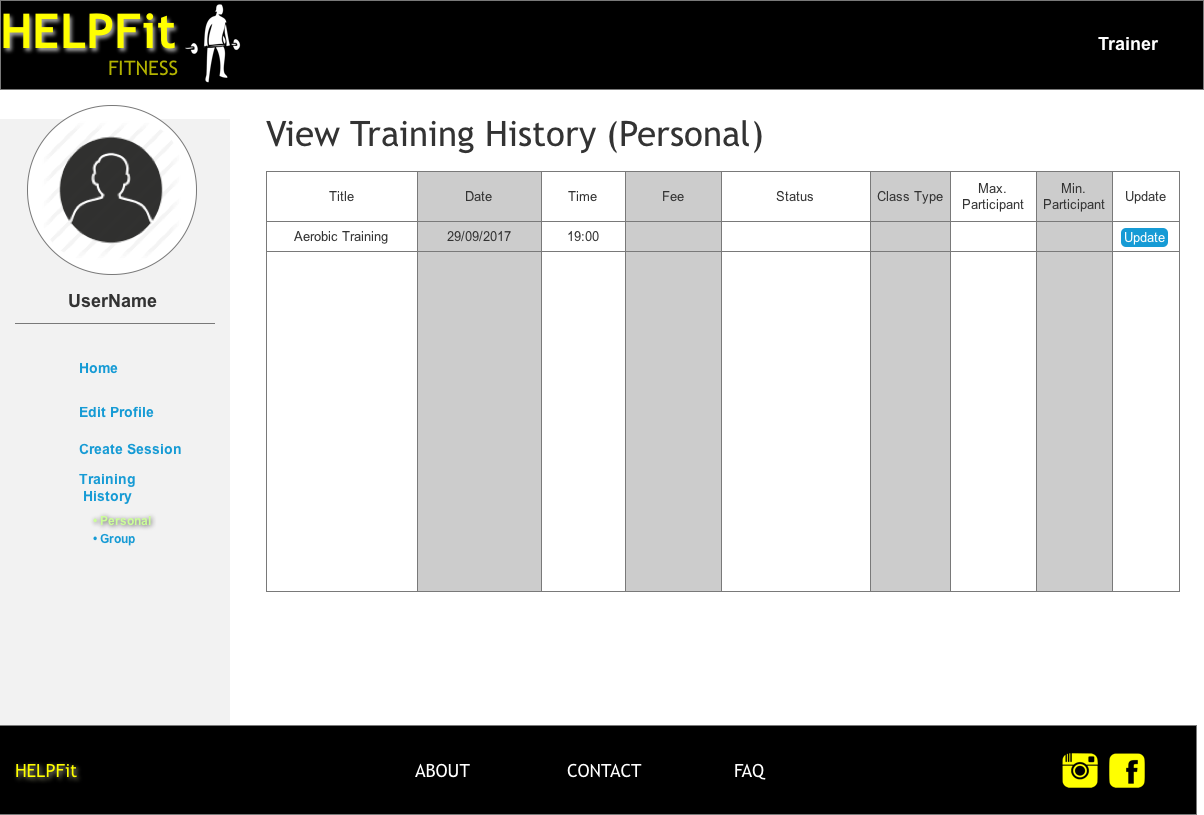 HELPFit
FITNESS
Trainer
UserName
Home
Edit Profile
Create Session
Training
History
• Personal
• Group
View Training History (Personal)
Title Date Time Fee Status Class Type Max. Participant Min. Participant Update
Aerobic Training 29/09/2017 19:00 Update
HELPFit ABOUT CONTACT FAQ